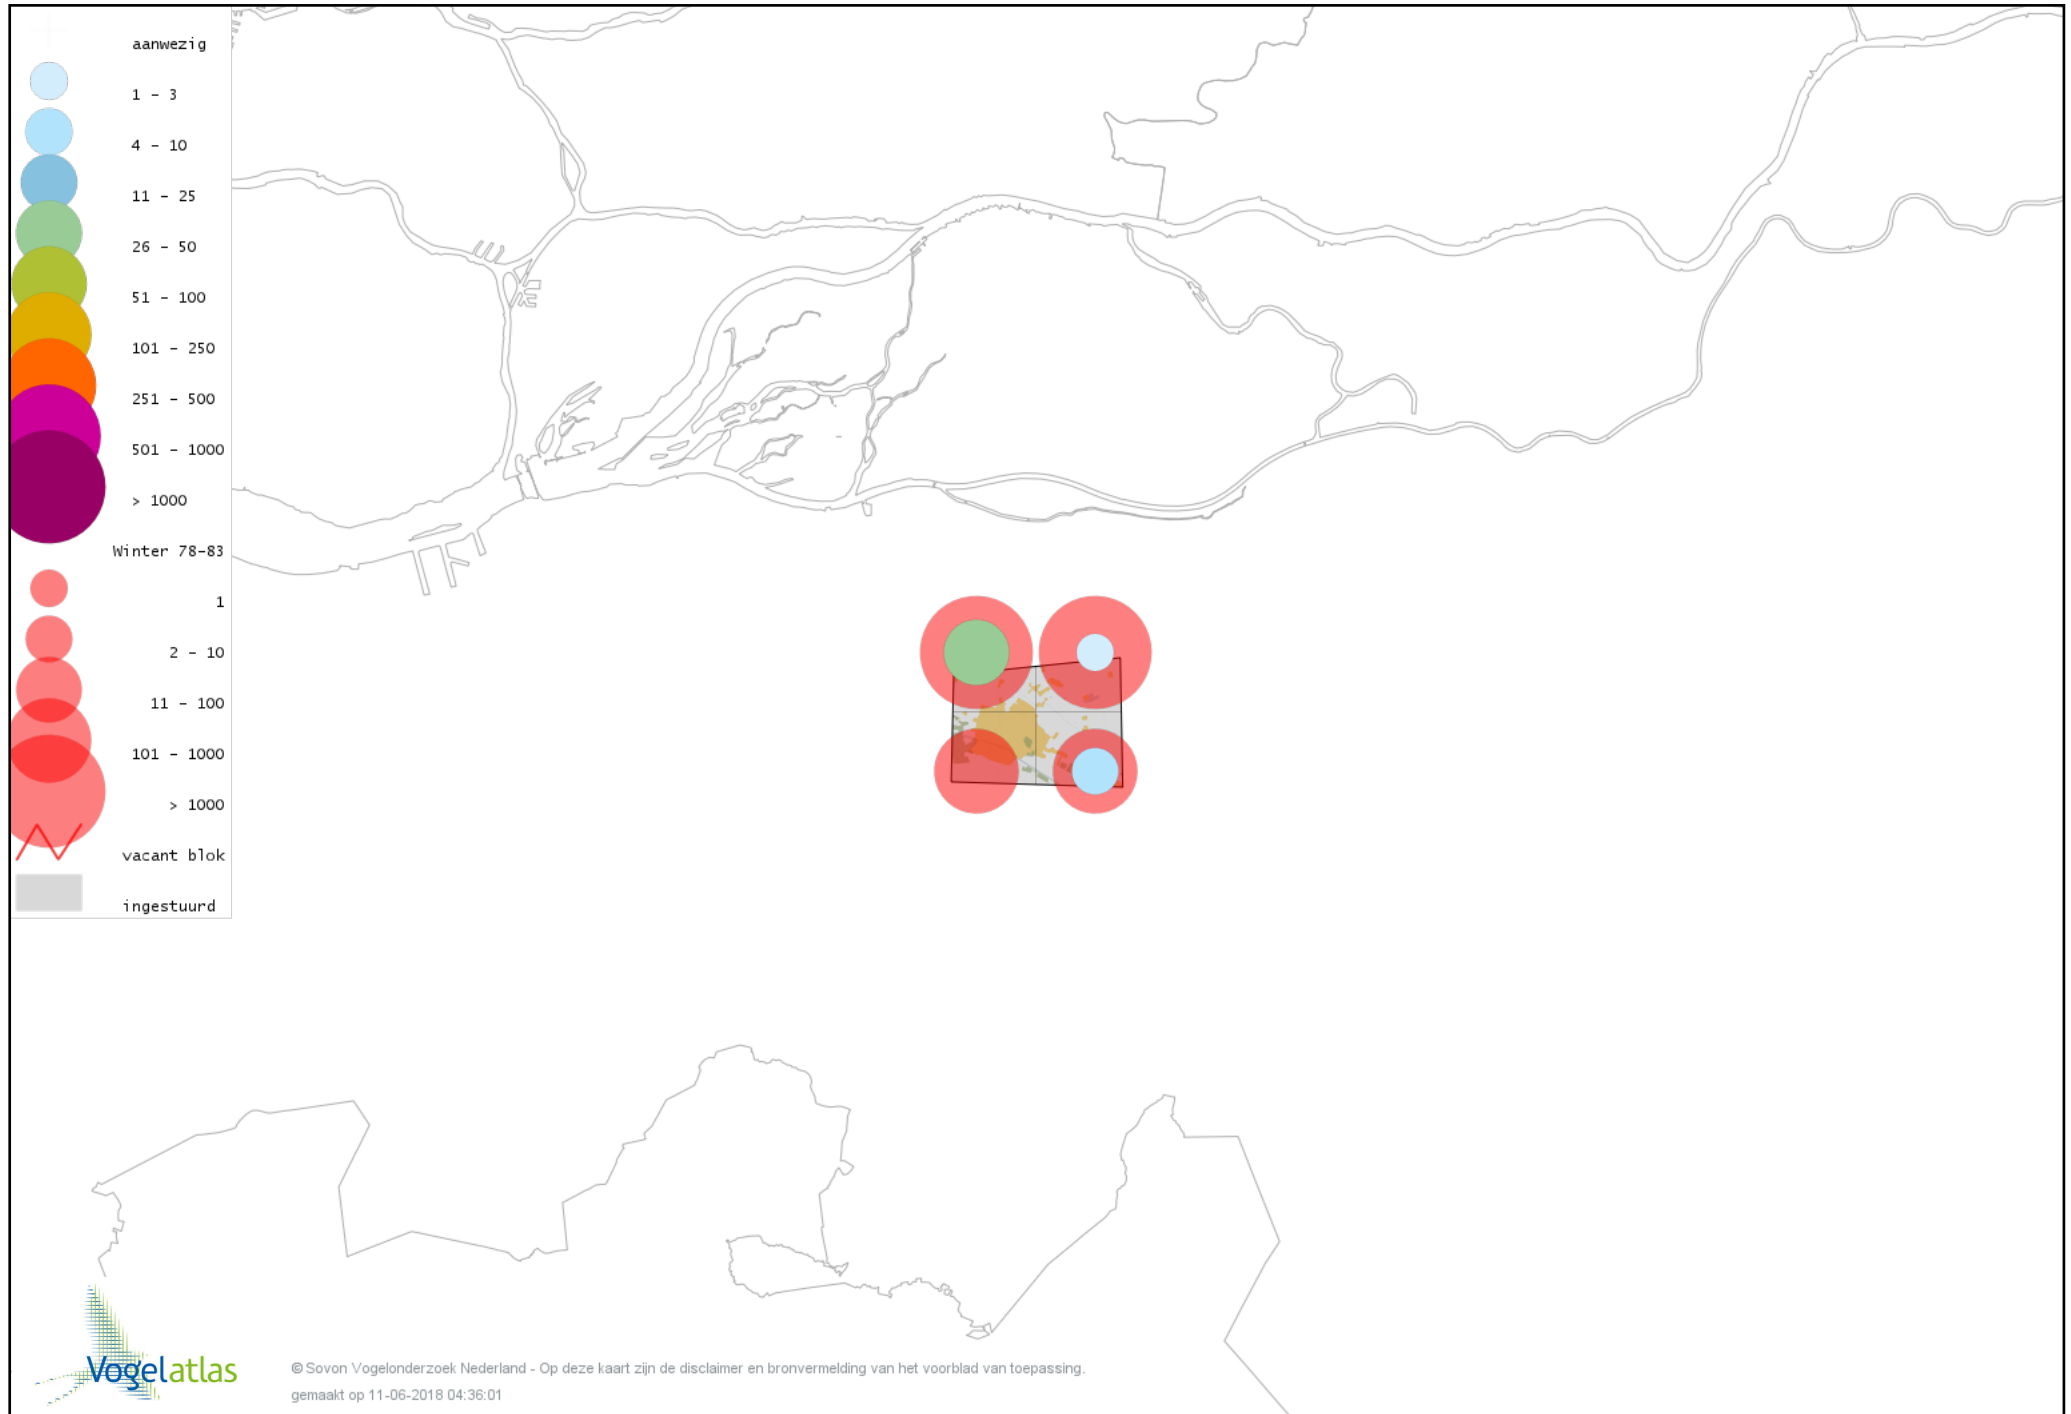 aanwezig
1 - 3
4 - 10
11 - 25
26 - 50
51 - 100
101 - 250
251 - 500
501 - 1000
> 1000
Winter 78-83
1
2 - 10
11 - 100
101 - 1000
> 1000
vacant blok
ingestuurd
Vogelatlas
© Sovon Vogelonderzoek Nederland - Op deze kaart zijn de disclaimer en bronvermelding van het voorblad van toepassing.
gemaakt op 11-06-2018 04:36:01